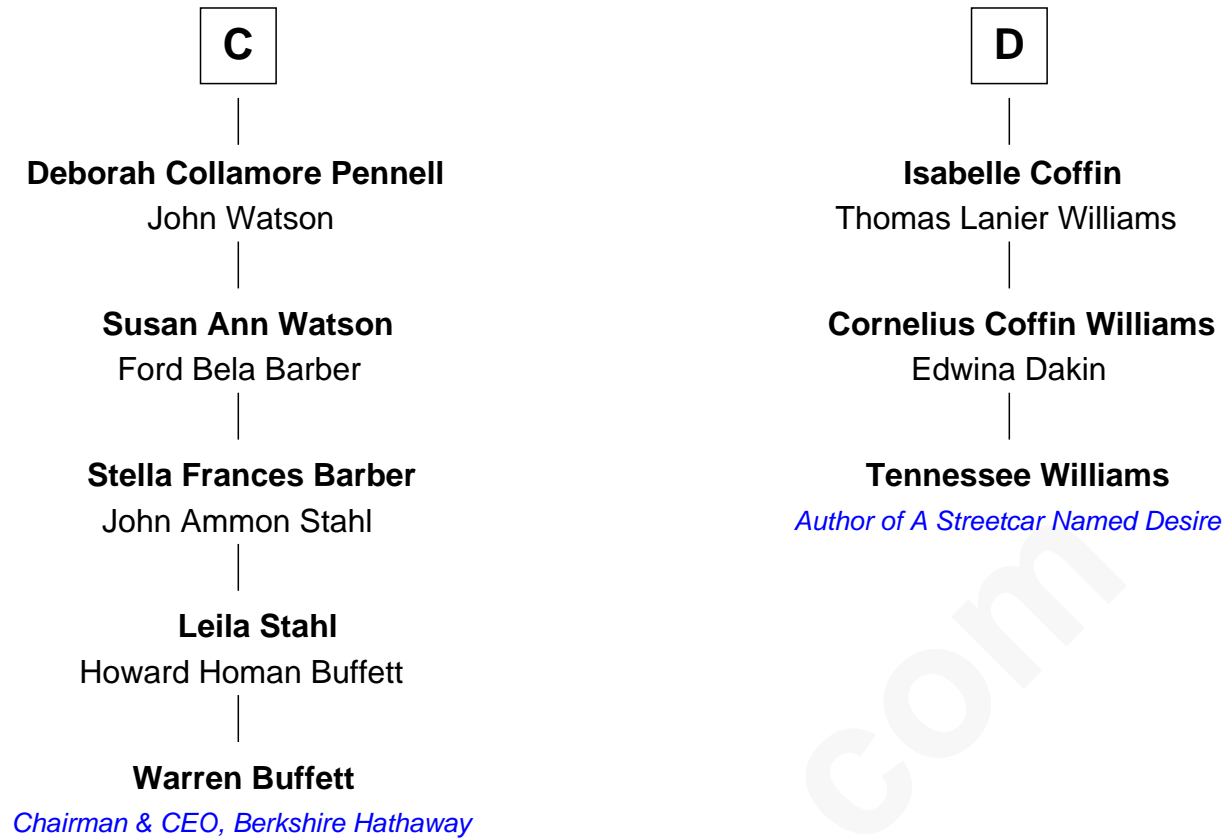 C
Deborah Collamore Pennell
John Watson
Susan Ann Watson
Ford Bela Barber
Stella Frances Barber
John Ammon Stahl
Leila Stahl
Howard Homan Buffett
Warren Buffett
Chairman & CEO, Berkshire Hathaway
D
Isabelle Coffin
Thomas Lanier Williams
Cornelius Coffin Williams
Edwina Dakin
Tennessee Williams
Author of A Streetcar Named Desire
com